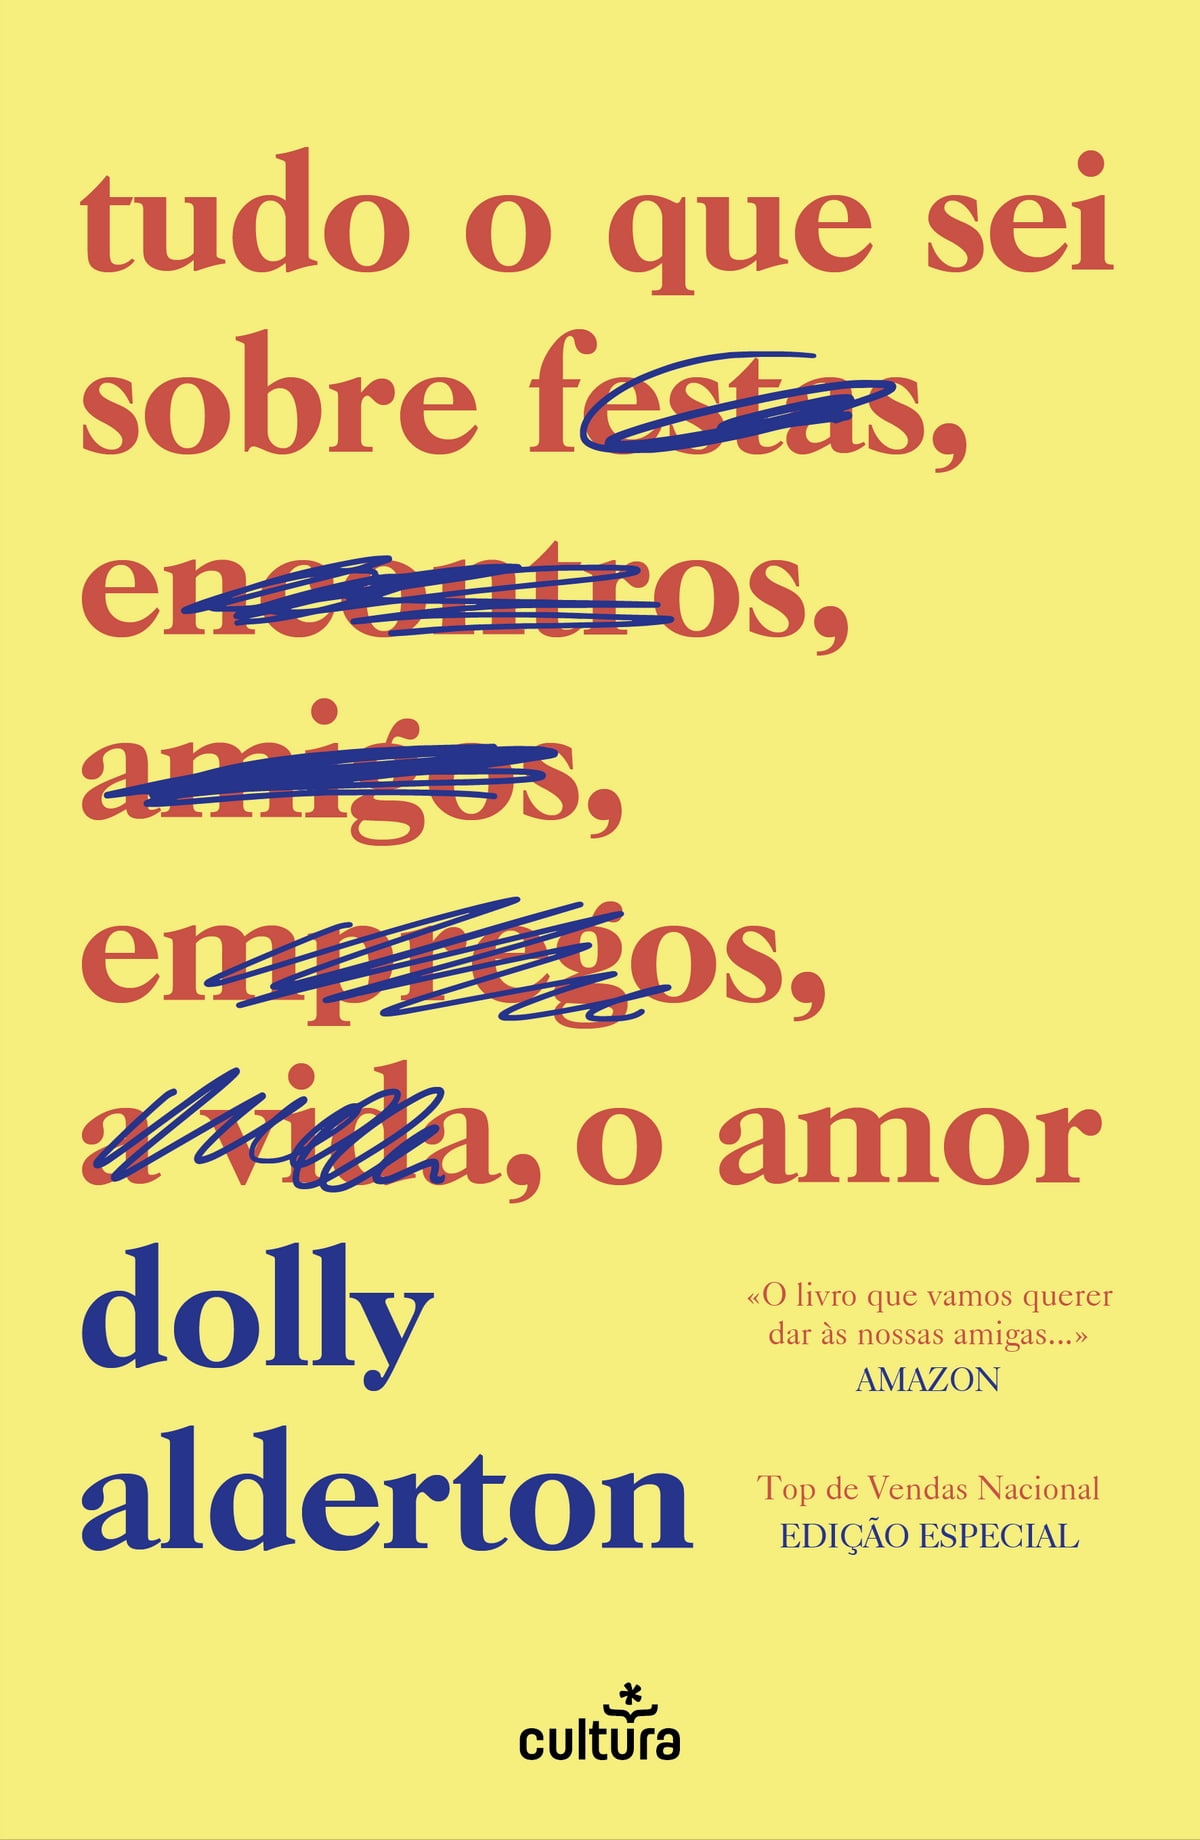 tudo o que sei
sobre festas,
encontros,
amigos,
empregos,
a vida, o amor
dolly
alderton
«O livro que vamos querer
dar às nossas amigas...»
AMAZON
Top de Vendas Nacional
EDIÇÃO ESPECIAL
cultura